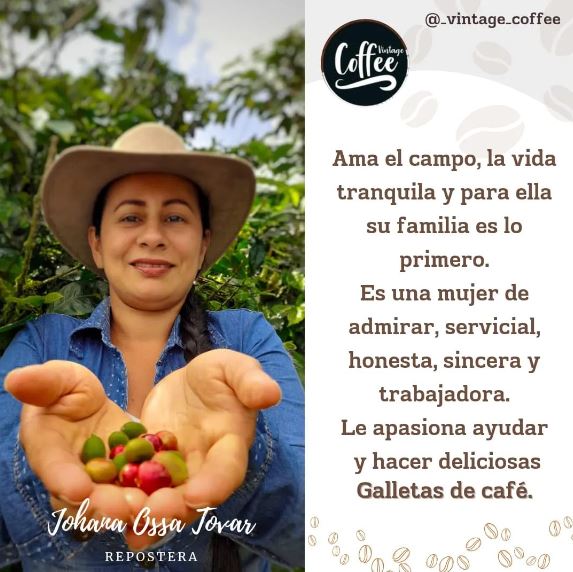 @_vintage_coffee
Vintage
Coffee
Ama el campo, la vida
tranquila y para ella
su familia es lo
primero.
Es una mujer de
admirar, servicial,
honesta, sincera y
trabajadora.
Le apasiona ayudar
y hacer deliciosas
Galletas de café.
Johana Ossa Tovar
REPOSTERA